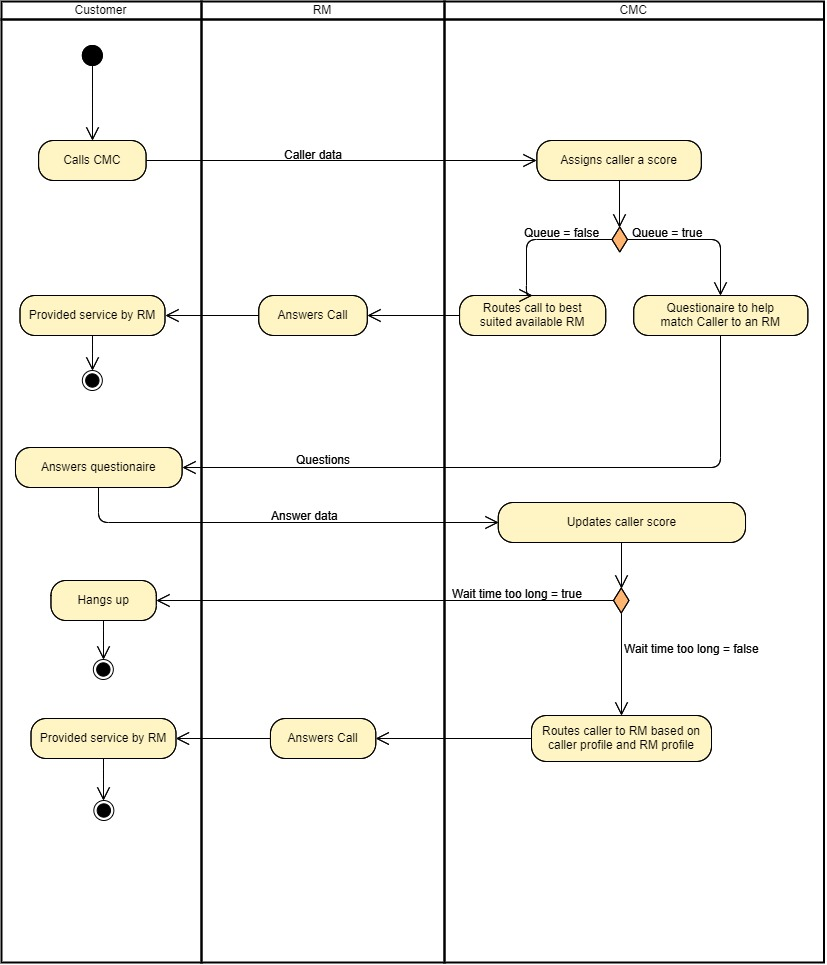 Customer
RM
CMC
Calls CMC
Caller data
Assigns caller a score
Queue = false
Queue = true
Provided service by RM
Answers Call
Routes call to best
suited available RM
Questionaire to help
match Caller to an RM
Answers questionaire
Questions
Answer data
Updates caller score
Hangs up
Wait time too long = true
Wait time too long = false
Provided service by RM
Answers Call
Routes caller to RM based on
caller profile and RM profile